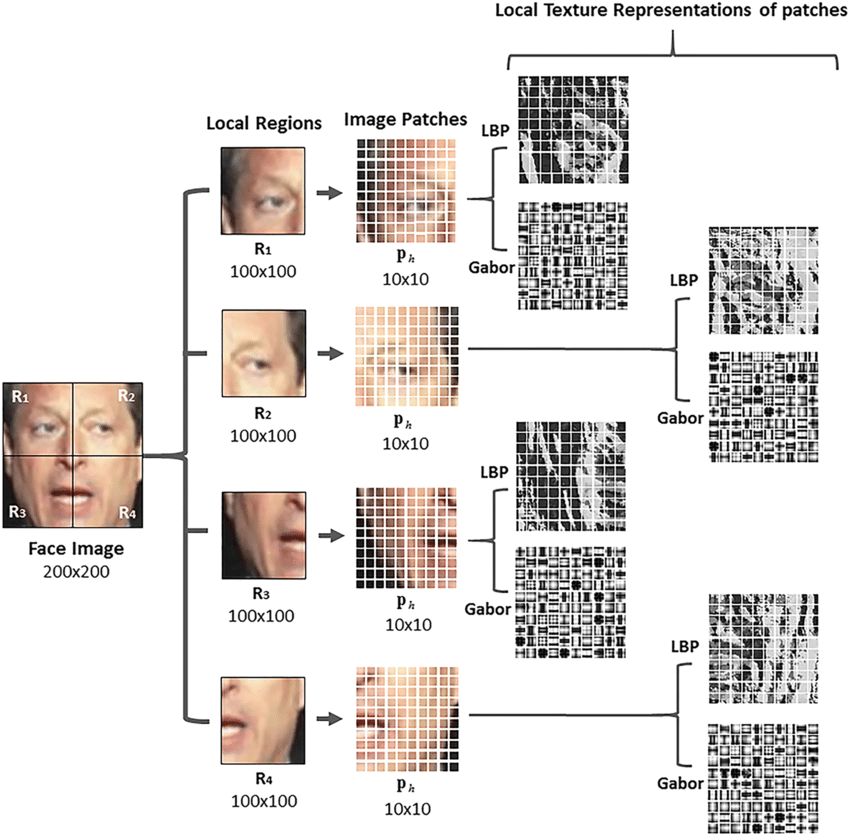 Local Texture Representations of patches
Local Regions
Image Patches
LBP
Gabor
R₁
100x100
𝐩ₕ
10x10
LBP
Gabor
R₂
100x100
𝐩ₕ
10x10
R₁
R₂
R₃
R₄
Face Image
200x200
LBP
Gabor
R₃
100x100
𝐩ₕ
10x10
LBP
Gabor
R₄
100x100
𝐩ₕ
10x10